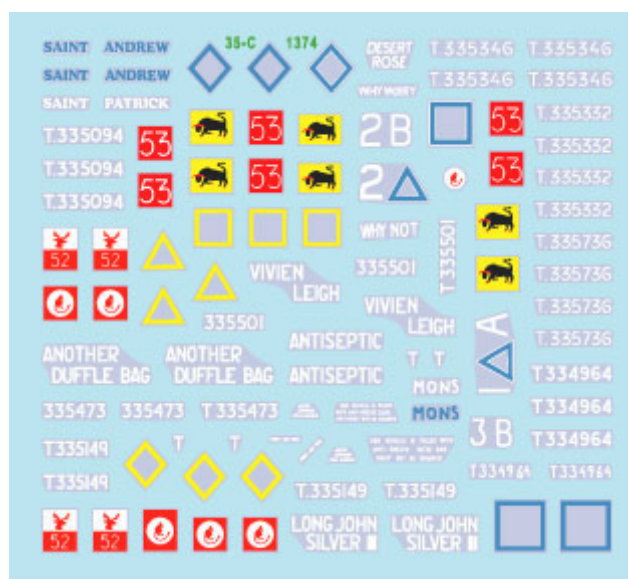 SAINT ANDREW
SAINT ANDREW
SAINT PATRICK
35-C 1374
DESERT
ROSE
WHY WORRY
T.335346 T.335346
T.335346 T.335346
T.335094
T.335094
T.335094
53
53
53
53
2B
2
53
53
T.335332
T.335332
T.335332
T.335332
52
52
WHY NOT
335501
T.335501
T.335736
T.335736
T.335736
T.335736
VIVIEN
LEIGH
VIVIEN
LEIGH
335501
ANTISEPTIC
ANTISEPTIC
ANOTHER
DUFFLE BAG
ANOTHER
DUFFLE BAG
T T
MONS
MONS
1A
T334964
T334964
T334964
T334964 T334964
335473 335473 T335473
3B
T335149
T.335149
T T
T.335149 T.335149
52
52
LONG JOHN
SILVER II
LONG JOHN
SILVER II